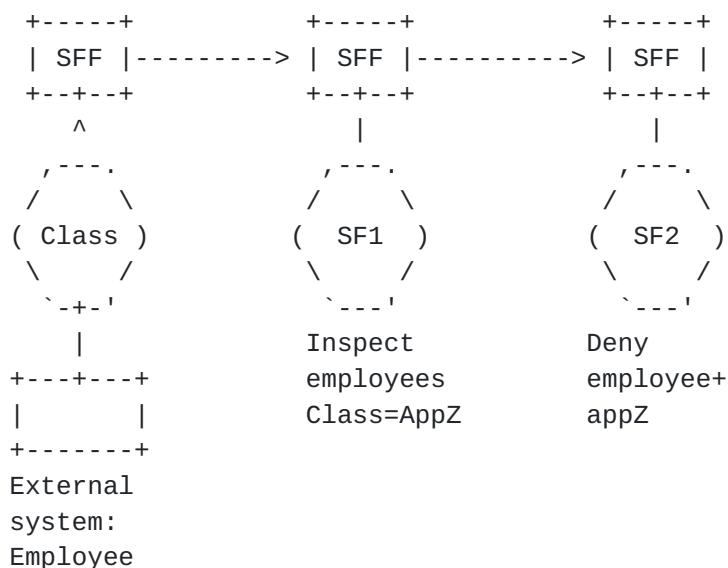 +-----+          +-----+            +-----+
| SFF |---------> | SFF |----------> | SFF |
+--+--+          +--+--+            +--+--+
^                  |                  |
,---.              ,---.              ,---.
/     \            /     \            /     \
( Class )        (  SF1  )          (  SF2  )
\     /            \     /            \     /
`-+-'              `---'              `---'
|              Inspect          Deny
+---+---+        employees        employee+
|       |        Class=AppZ       appZ
+-------+
External
system:
Employee